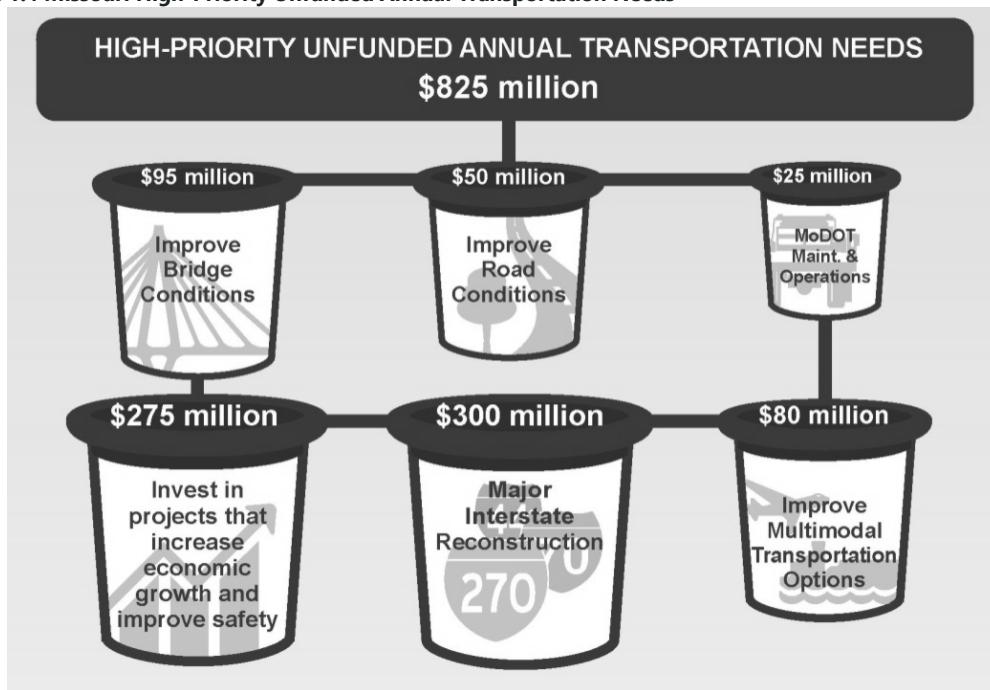 HIGH-PRIORITY UNFUNDED ANNUAL TRANSPORTATION NEEDS
$825 million
$95 million
Improve
Bridge
Conditions
$50 million
Improve
Road
Conditions
$25 million
MoDOT
Maint. &
Operations
$275 million
Invest in
projects that
increase
economic
growth and
improve safety
$300 million
Major
Interstate
Reconstruction
44
70
270
$80 million
Improve
Multimodal
Transportation
Options